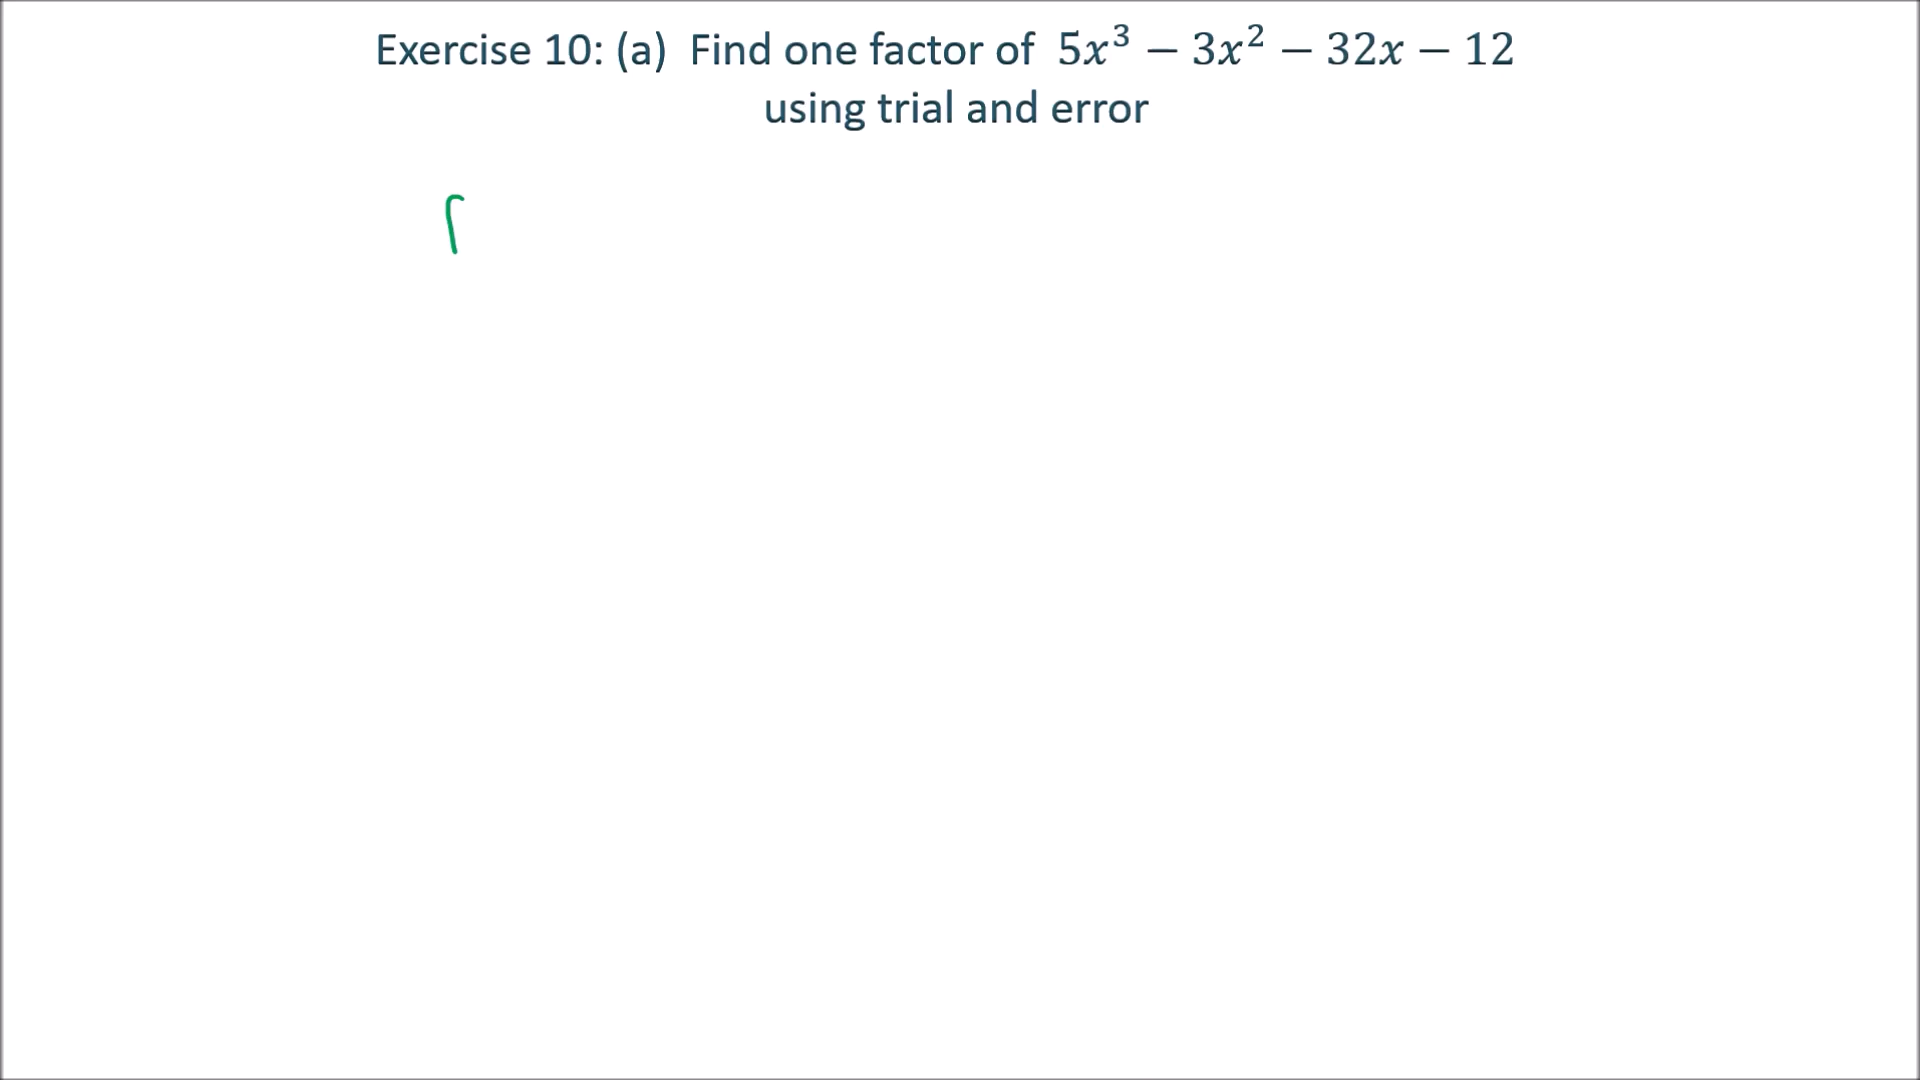 Exercise 10: (a) Find one factor of 5x³ − 3x² − 32x − 12
using trial and error